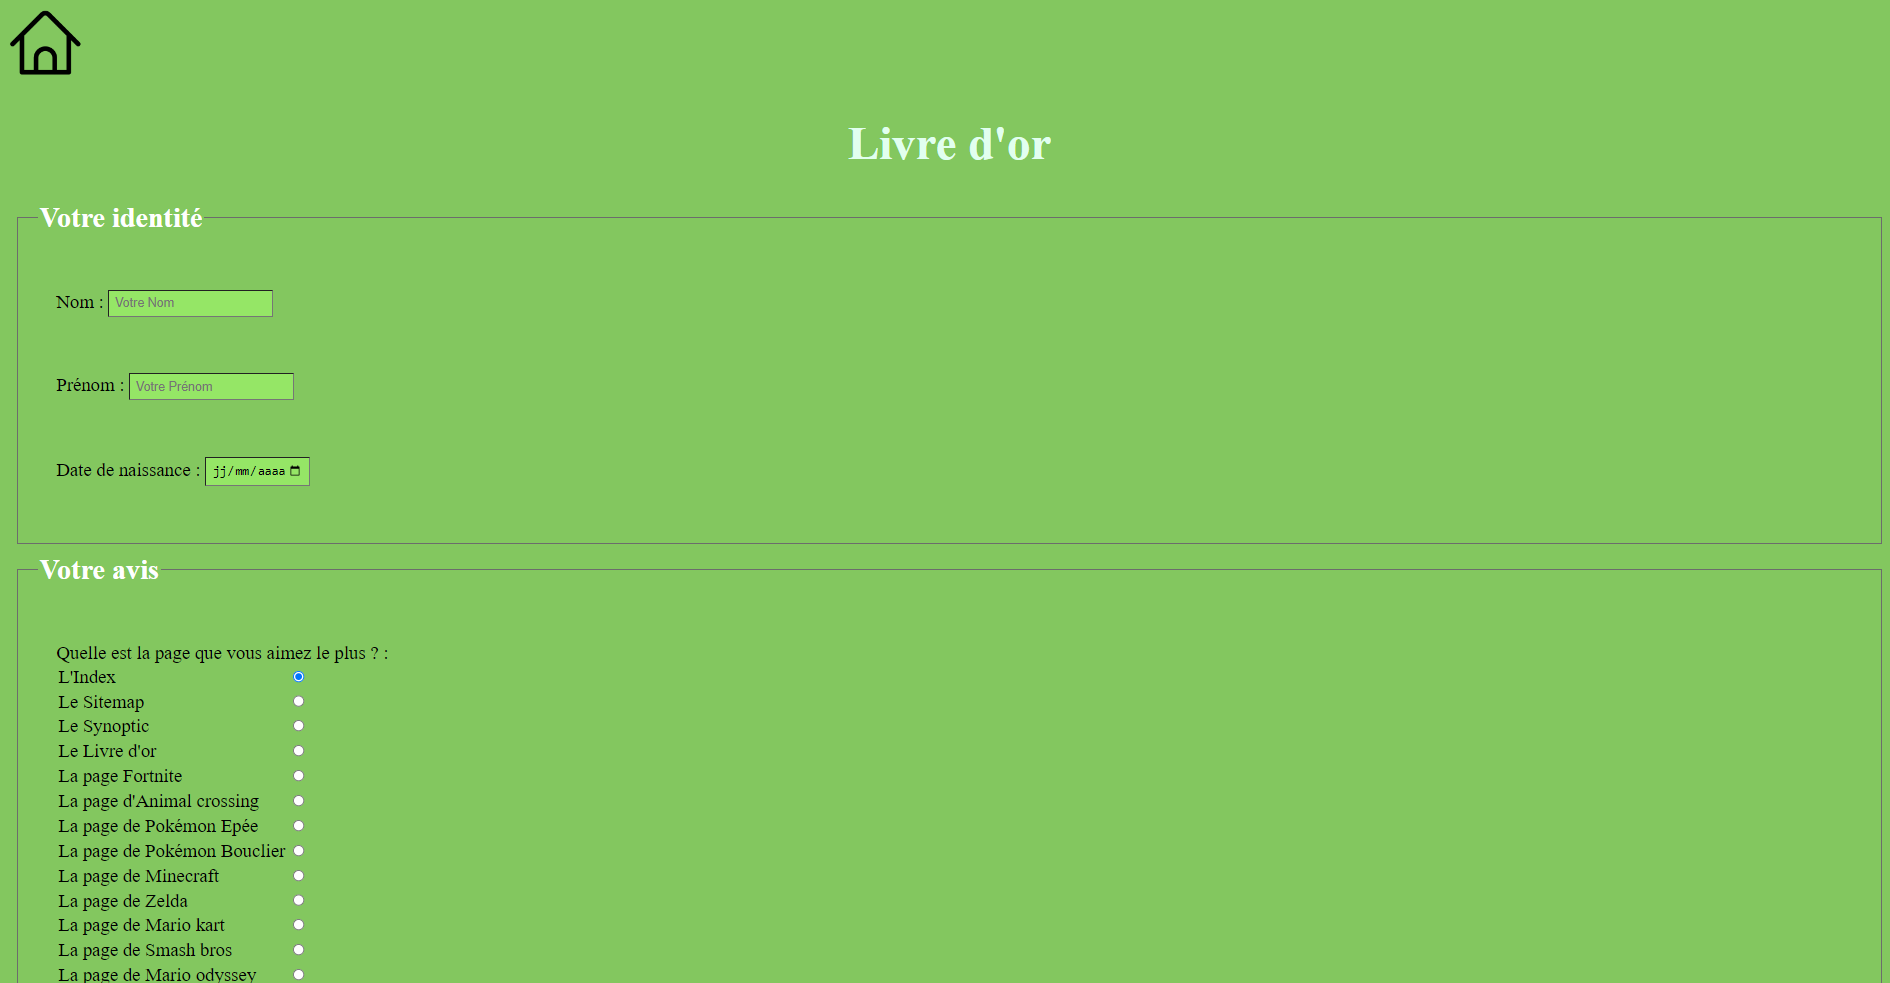 Livre d'or
Votre identité
Nom : Votre Nom
Prénom : Votre Prénom
Date de naissance : jj/mm/aaaa
Votre avis
Quelle est la page que vous aimez le plus ? :
L'Index
Le Sitemap
Le Synoptic
Le Livre d'or
La page Fortnite
La page d'Animal crossing
La page de Pokémon Epée
La page de Pokémon Bouclier
La page de Minecraft
La page de Zelda
La page de Mario kart
La page de Smash bros
La page de Mario odyssey